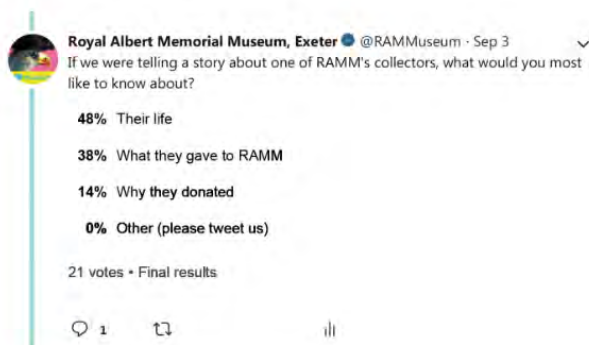 Royal Albert Memorial Museum, Exeter @RAMMuseum · Sep 3
If we were telling a story about one of RAMM's collectors, what would you most
like to know about?
48% Their life
38% What they gave to RAMM
14% Why they donated
0% Other (please tweet us)
21 votes • Final results
1